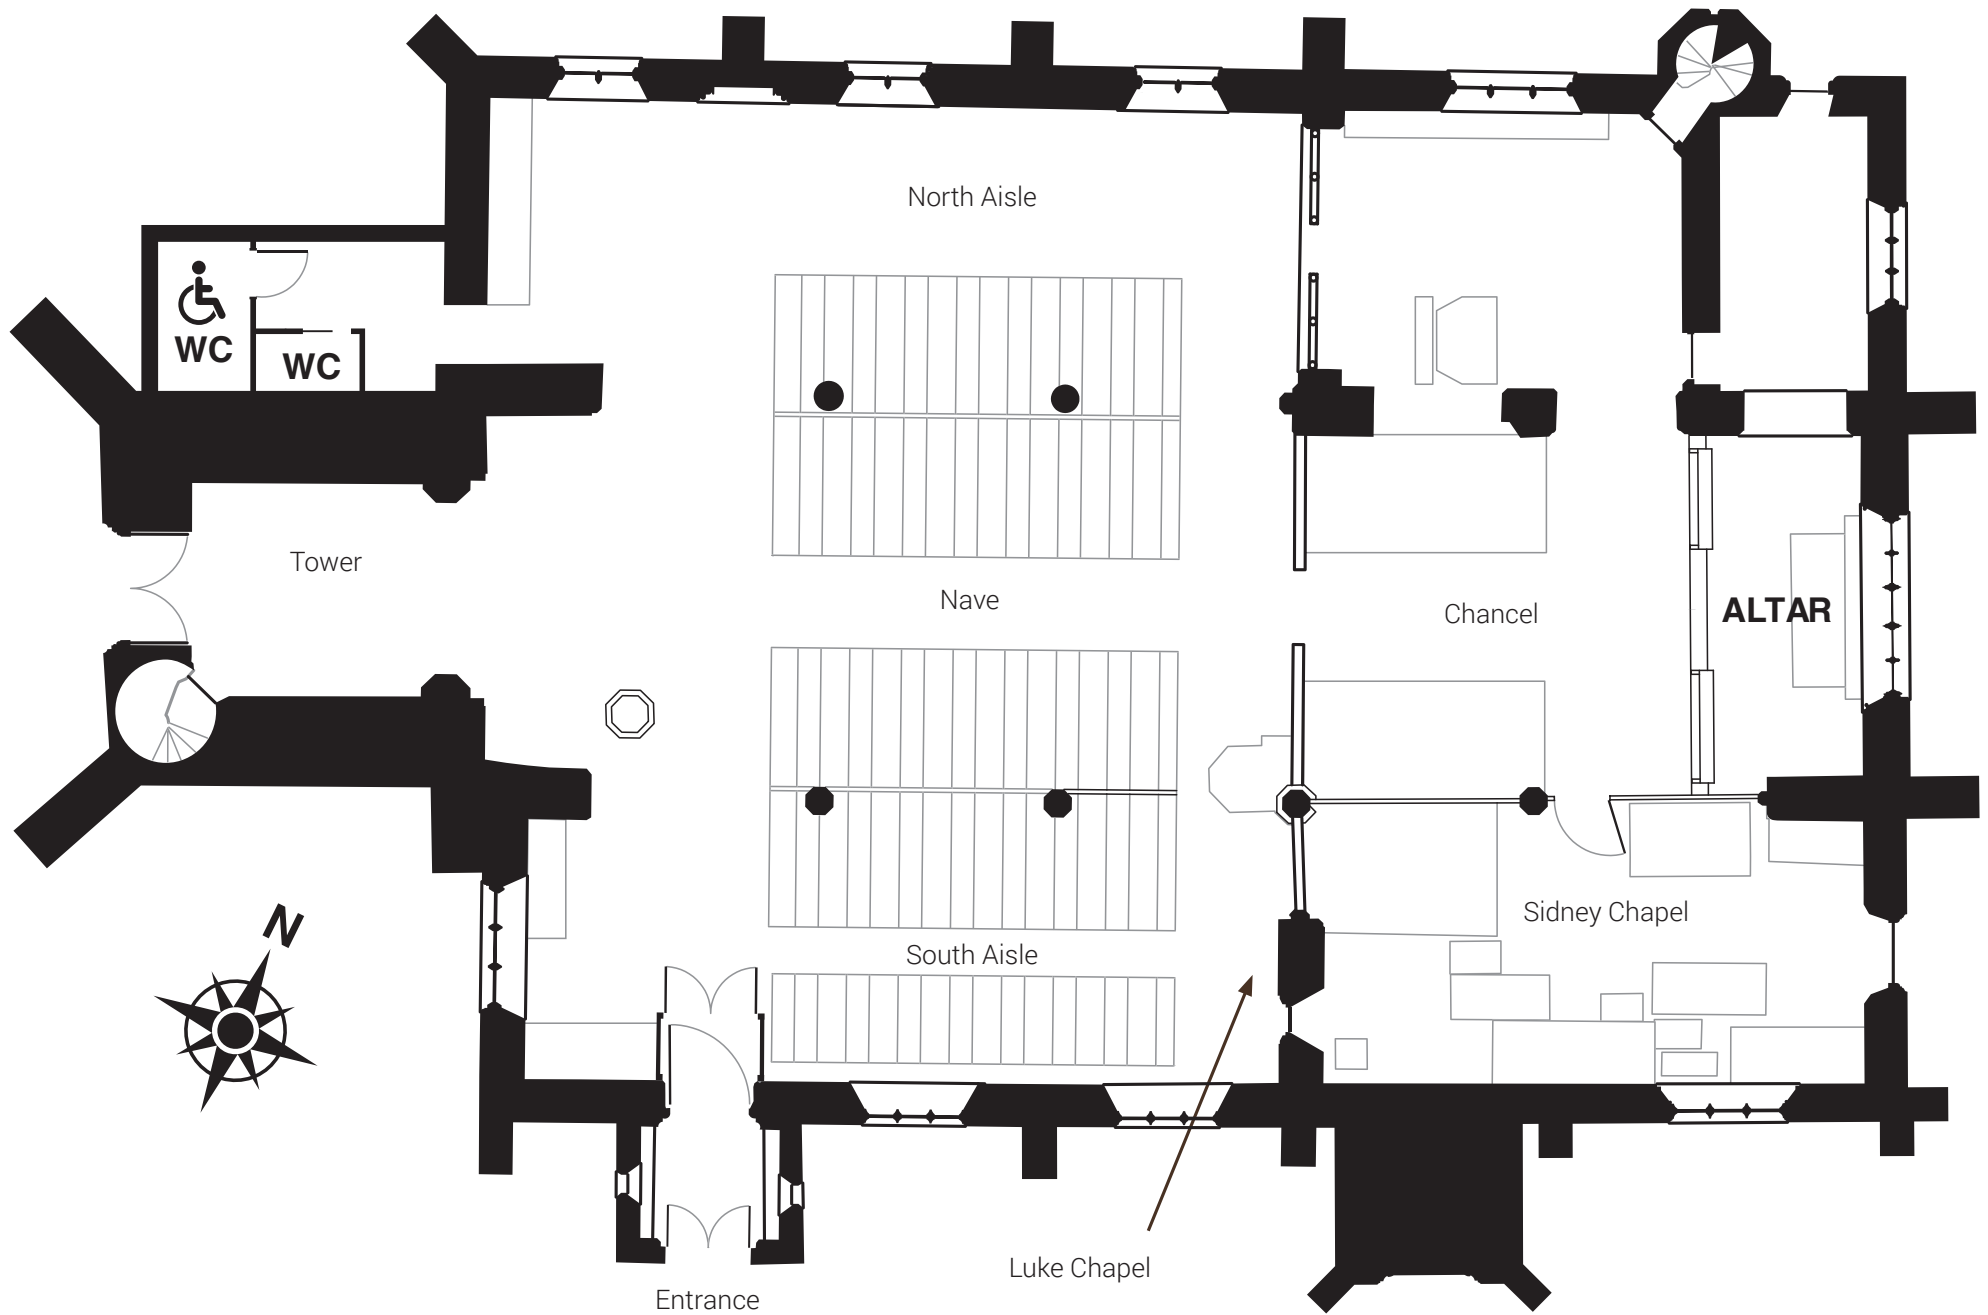 North Aisle
WC
WC
Tower
Nave
Chancel
ALTAR
Sidney Chapel
N
South Aisle
Luke Chapel
Entrance